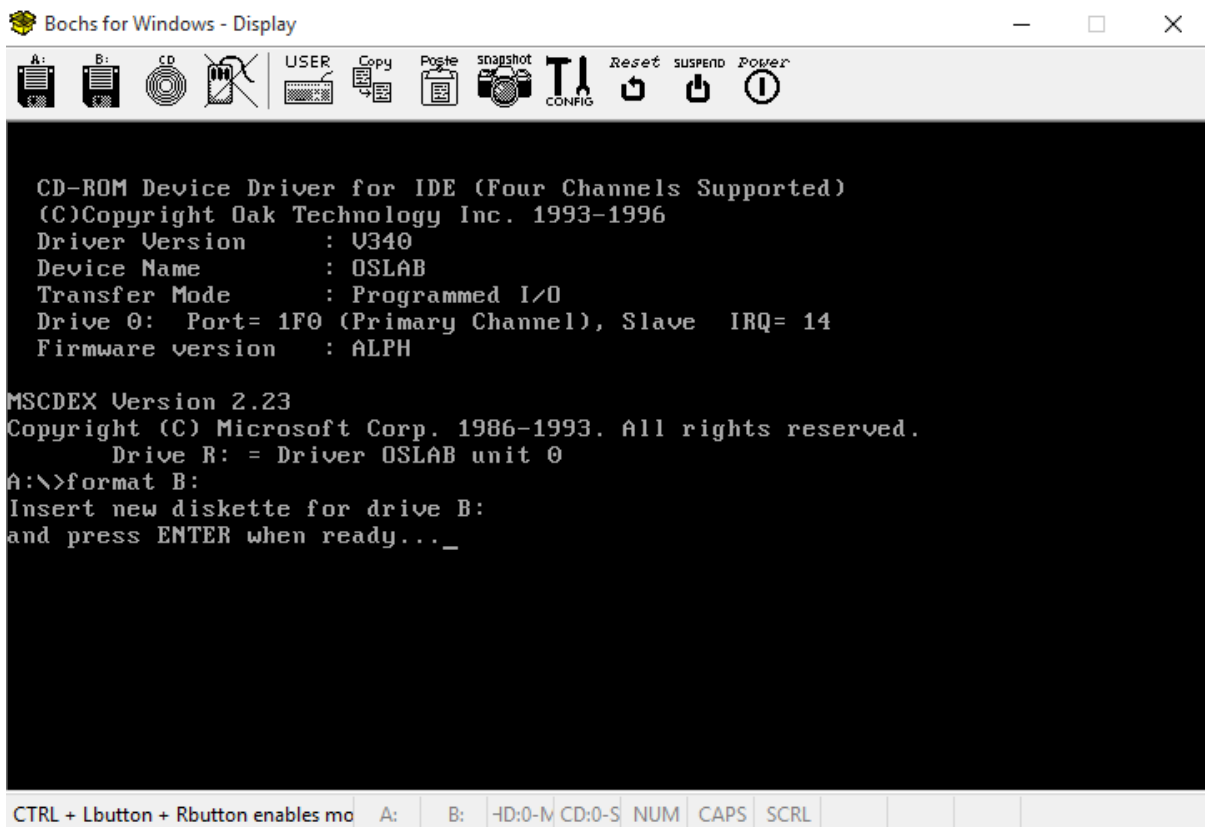 Bochs for Windows - Display
A: B: CD USER Copy Poste snapshot CONFIG Reset SUSPEND Power
CD-ROM Device Driver for IDE (Four Channels Supported)
(C)Copyright Oak Technology Inc. 1993-1996
Driver Version : V340
Device Name : OSLAB
Transfer Mode : Programmed I/O
Drive 0: Port= 1F0 (Primary Channel), Slave IRQ= 14
Firmware version : ALPH
MSCDEX Version 2.23
Copyright (C) Microsoft Corp. 1986-1993. All rights reserved.
Drive R: = Driver OSLAB unit 0
A:\>format B:
Insert new diskette for drive B:
and press ENTER when ready..._
CTRL + Lbutton + Rbutton enables mo A: B: HD:0-M CD:0-S NUM CAPS SCRL